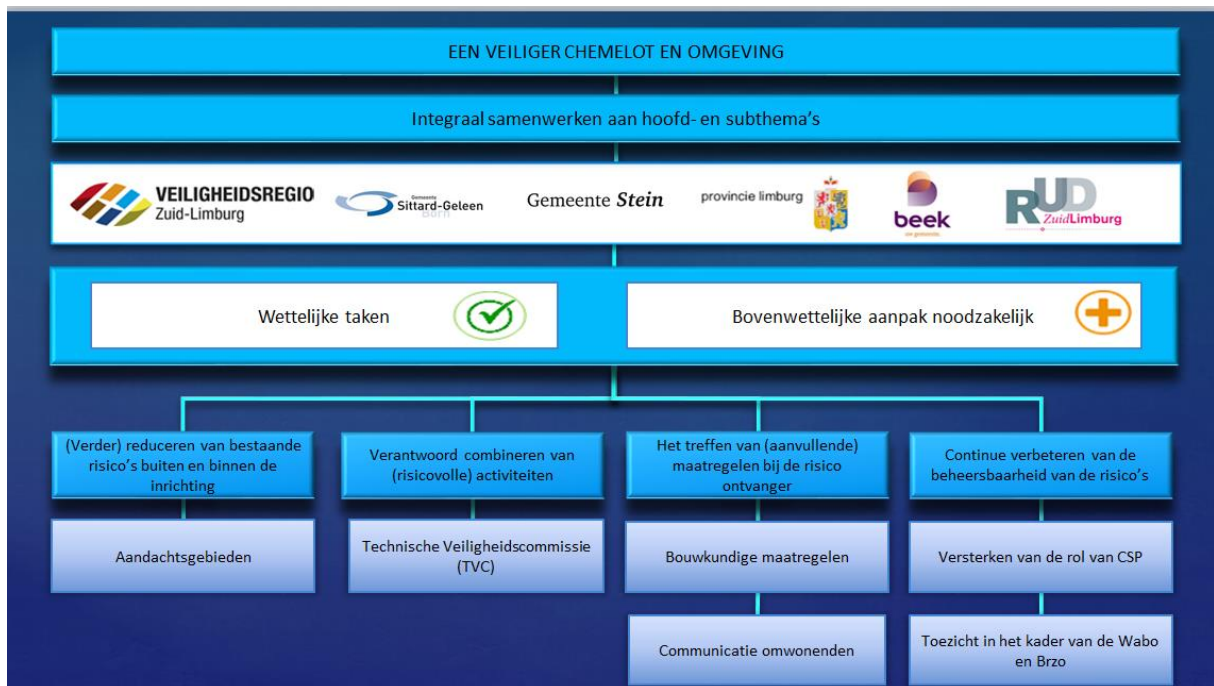 EEN VEILIGER CHEMELOT EN OMGEVING
Integraal samenwerken aan hoofd- en subthema's
VEILIGHEIDSREGIO
Zuid-Limburg
Gemeente
Sittard-Geleen
Born
Gemeente Stein
provincie limburg
beek
RUD
ZuidLimburg
Wettelijke taken
Bovenwettelijke aanpak noodzakelijk
(Verder) reduceren van bestaande
risico's buiten en binnen de
inrichting
Verantwoord combineren van
(risicovolle) activiteiten
Het treffen van (aanvullende)
maatregelen bij de risico
ontvanger
Continue verbeteren van de
beheersbaarheid van de risico's
Aandachtsgebieden
Technische Veiligheidscommissie
(TVC)
Bouwkundige maatregelen
Versterken van de rol van CSP
Communicatie omwonenden
Toezicht in het kader van de Wabo
en Brzo